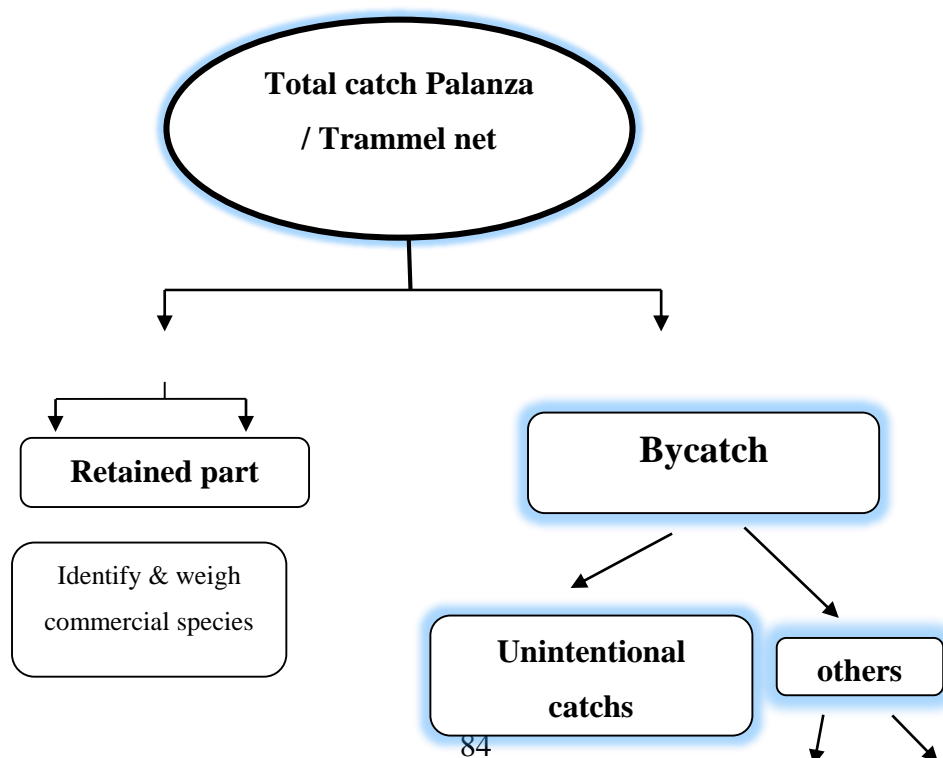 Total catch Palanza
/ Trammel net
Retained part
Identify & weigh
commercial species
Bycatch
Unintentional
catchs
others
84